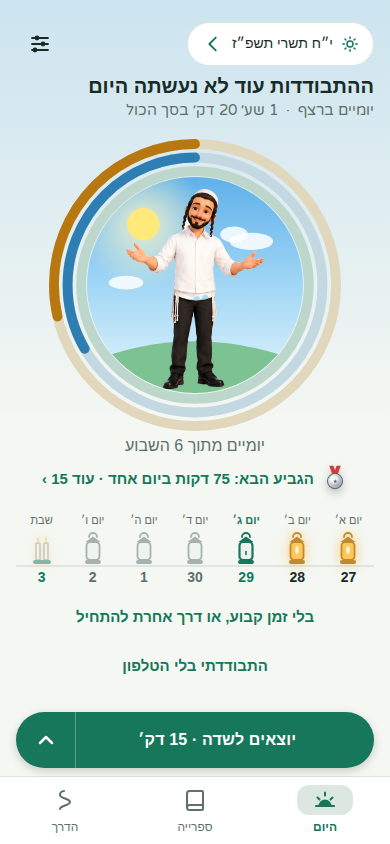 י״ח תשרי תשפ״ז
ההתבודדות עוד לא נעשתה היום
יומיים ברצף · 1 שע׳ 20 דק׳ בסך הכול
יומיים מתוך 6 השבוע
הגביע הבא: 75 דקות ביום אחד · עוד 15 ›
יום א׳ יום ב׳ יום ג׳ יום ד׳ יום ה׳ יום ו׳ שבת
27 28 29 30 1 2 3
בלי זמן קבוע, או דרך אחרת להתחיל
התבודדתי בלי הטלפון
יוצאים לשדה · 15 דק׳
היום ספרייה הדרך